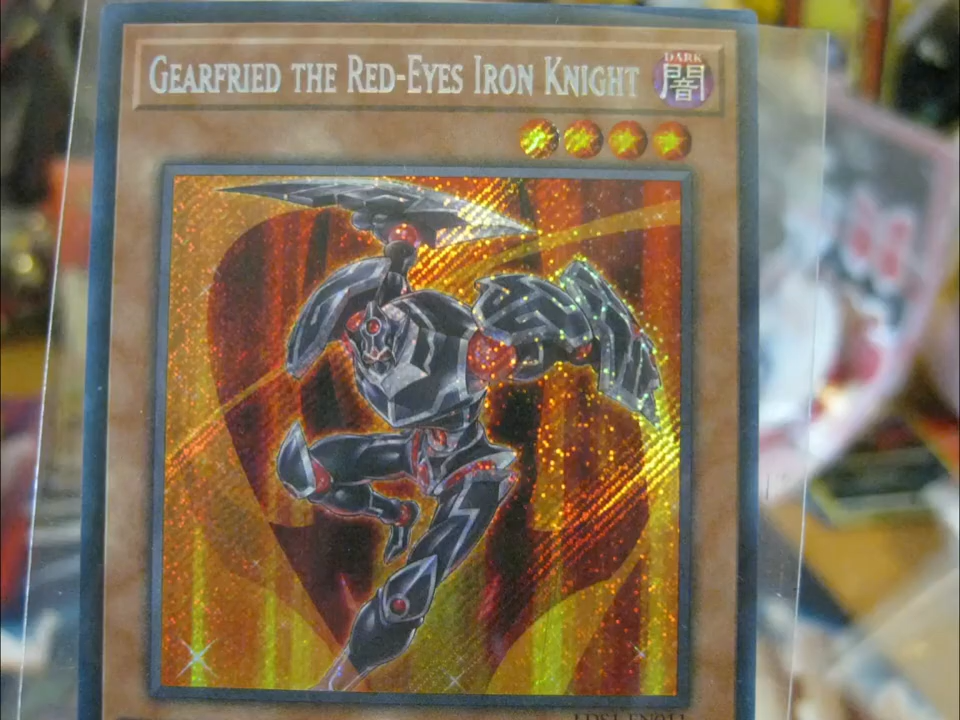 GEARFRIED THE RED-EYES IRON KNIGHT
DARK
闇